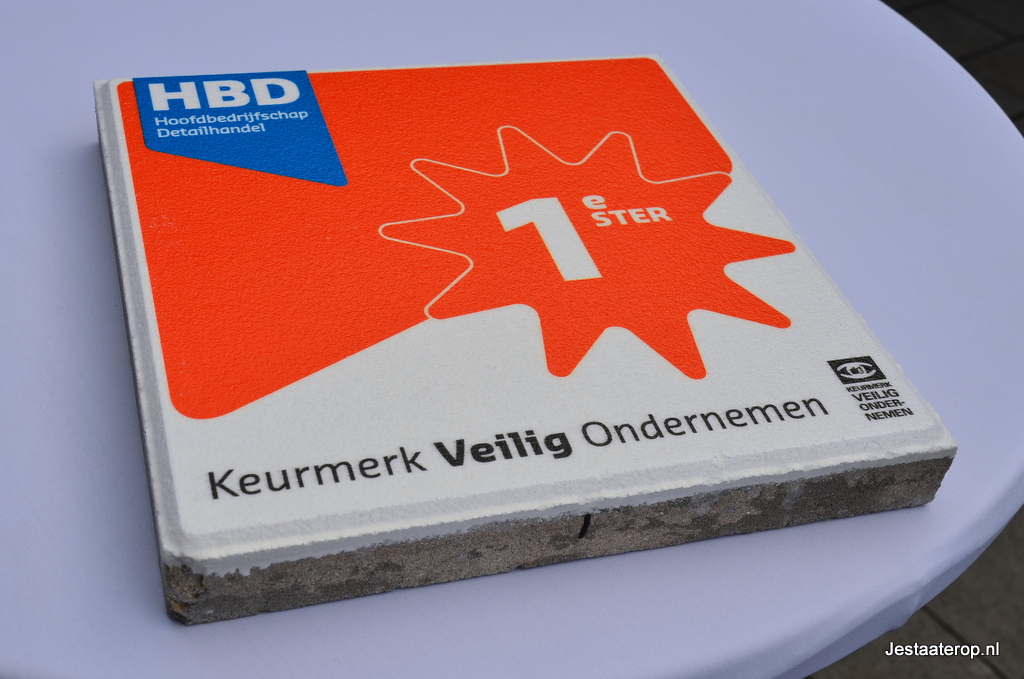 HBD
Hoofdbedrijfschap
Detailhandel
1e
STER
Keurmerk Veilig Ondernemen
KEURMERK
VEILIG
ONDER-
NEMEN
Jestaaterop.nl